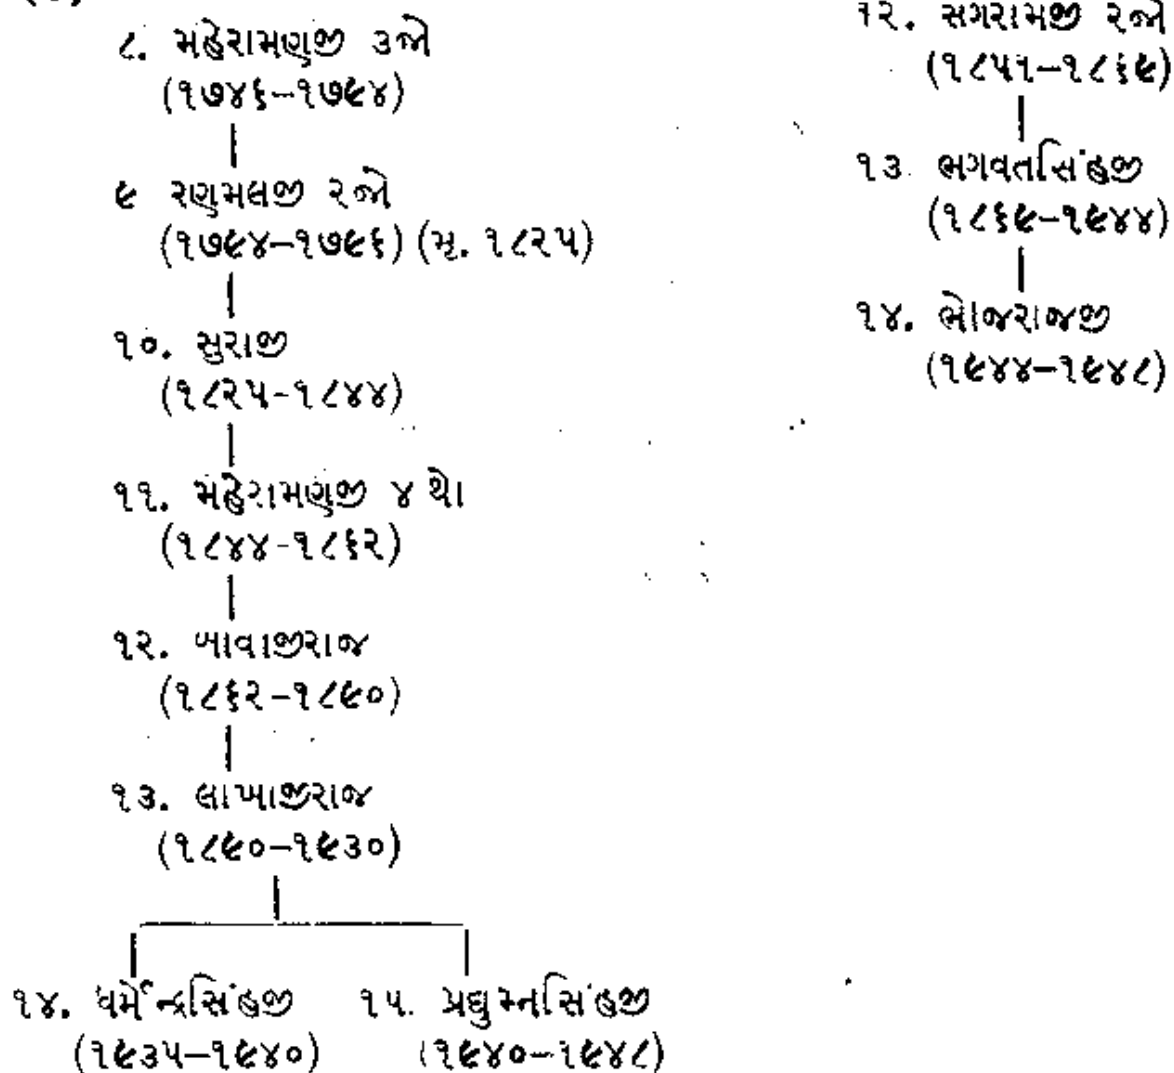 ૮. મહેરામણજી ૩જો
(૧૭૪૬–૧૭૯૪)
૯ રણમલજી ૨જો
(૧૭૯૪–૧૭૯૬) (મૃ. ૧૮૨૫)
૧૦. સુરાજી
(૧૮૨૫-૧૮૪૪)
૧૧. મહેરામણજી ૪ થો
(૧૮૪૪-૧૮૬૨)
૧૨. બાવાજીરાજ
(૧૮૬૨–૧૮૯૦)
૧૩. લાખાજીરાજ
(૧૮૯૦–૧૯૩૦)
૧૪. ધર્મેન્દ્રસિંહજી ૧૫. પ્રદ્યુમ્નસિંહજી
(૧૯૩૫–૧૯૪૦) (૧૯૪૦–૧૯૪૮)
૧૨. સગરામજી ૨જો
(૧૮૫૧–૧૮૬૯)
૧૩. ભગવતસિંહજી
(૧૮૬૯–૧૯૪૪)
૧૪. ભોજરાજજી
(૧૯૪૪–૧૯૪૮)